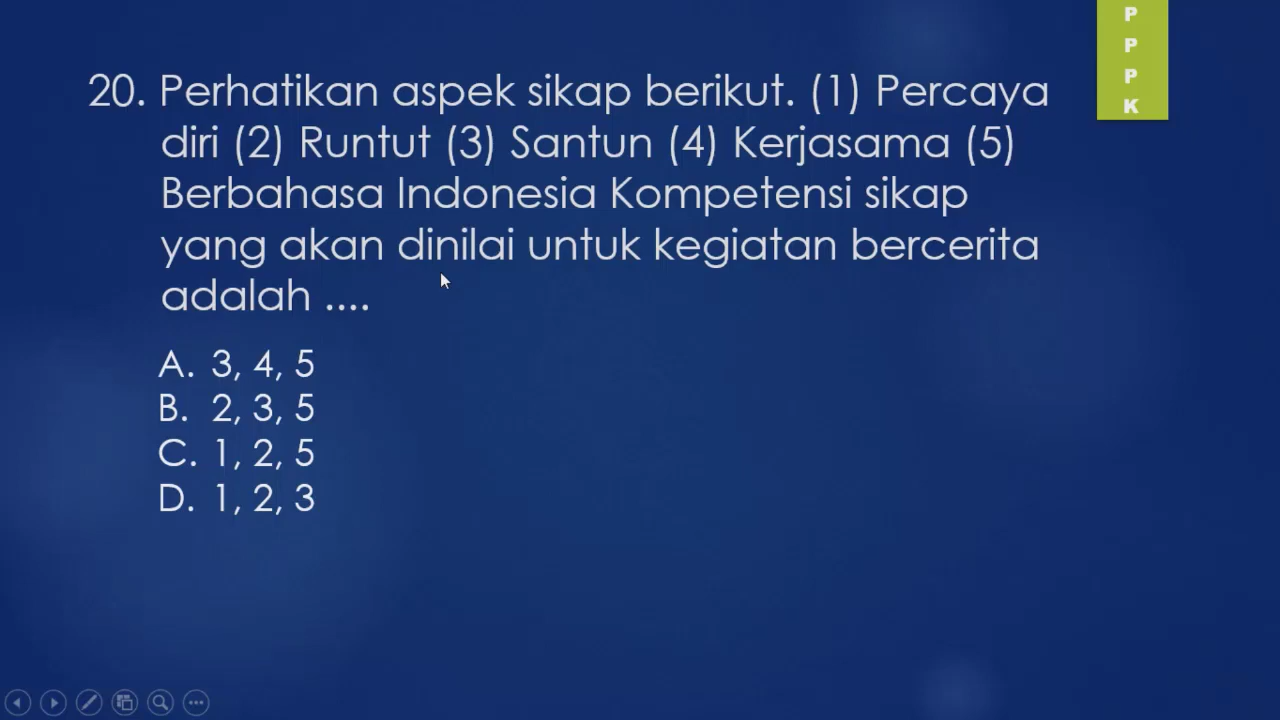 P
P
P
K
20. Perhatikan aspek sikap berikut. (1) Percaya
diri (2) Runtut (3) Santun (4) Kerjasama (5)
Berbahasa Indonesia Kompetensi sikap
yang akan dinilai untuk kegiatan bercerita
adalah ....
A. 3, 4, 5
B. 2, 3, 5
C. 1, 2, 5
D. 1, 2, 3